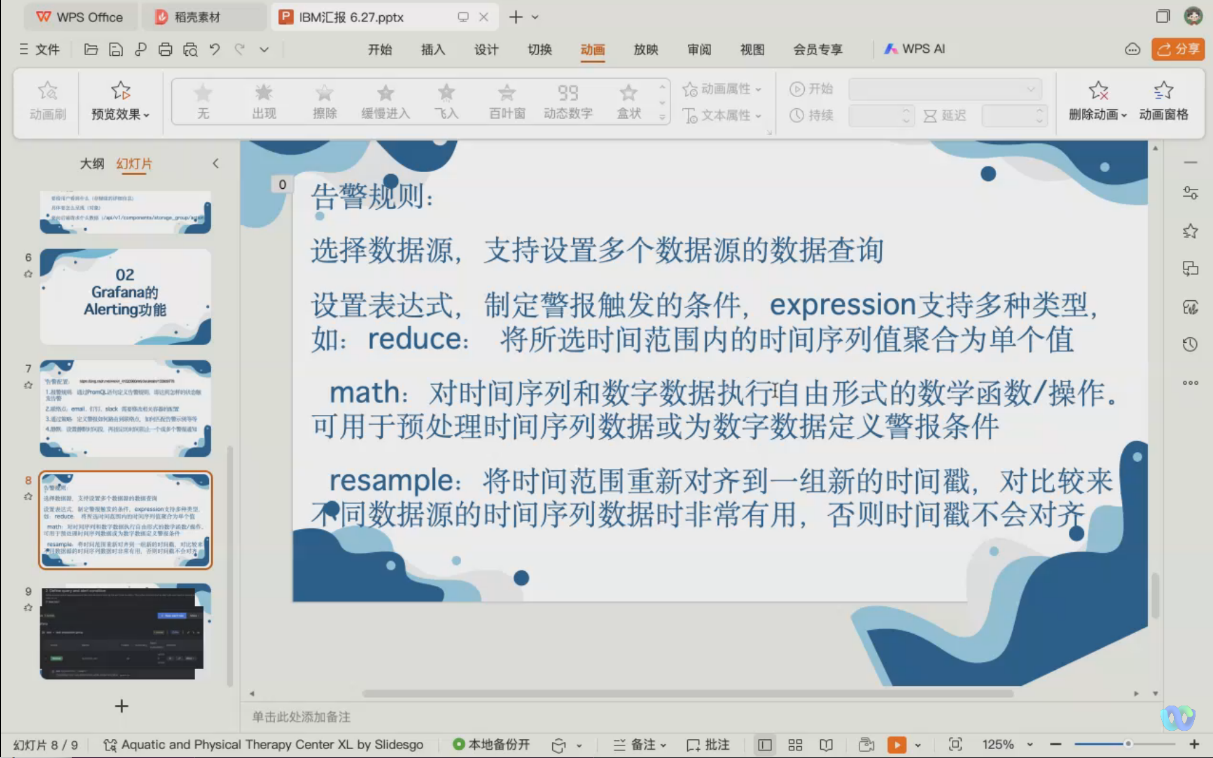 WPS Office
稻壳素材
IBM汇报 6.27.pptx
文件
开始 插入 设计 切换 动画 放映 审阅 视图 会员专享 WPS AI
分享
动画刷
预览效果
无 出现 擦除 缓慢进入 飞入 百叶窗 动态数字 盒状
动画属性
文本属性
开始
持续
延迟
删除动画
动画窗格
大纲 幻灯片
6
02
Grafana的
Alerting功能
7
8
9
0
告警规则：
选择数据源，支持设置多个数据源的数据查询
设置表达式，制定警报触发的条件，expression支持多种类型，
如：reduce： 将所选时间范围内的时间序列值聚合为单个值
math：对时间序列和数字数据执行自由形式的数学函数/操作。
可用于预处理时间序列数据或为数字数据定义警报条件
resample：将时间范围重新对齐到一组新的时间戳，对比较来
不同数据源的时间序列数据时非常有用，否则时间戳不会对齐
单击此处添加备注
幻灯片 8 / 9
Aquatic and Physical Therapy Center XL by Slidesgo
本地备份开
备注
批注
125%